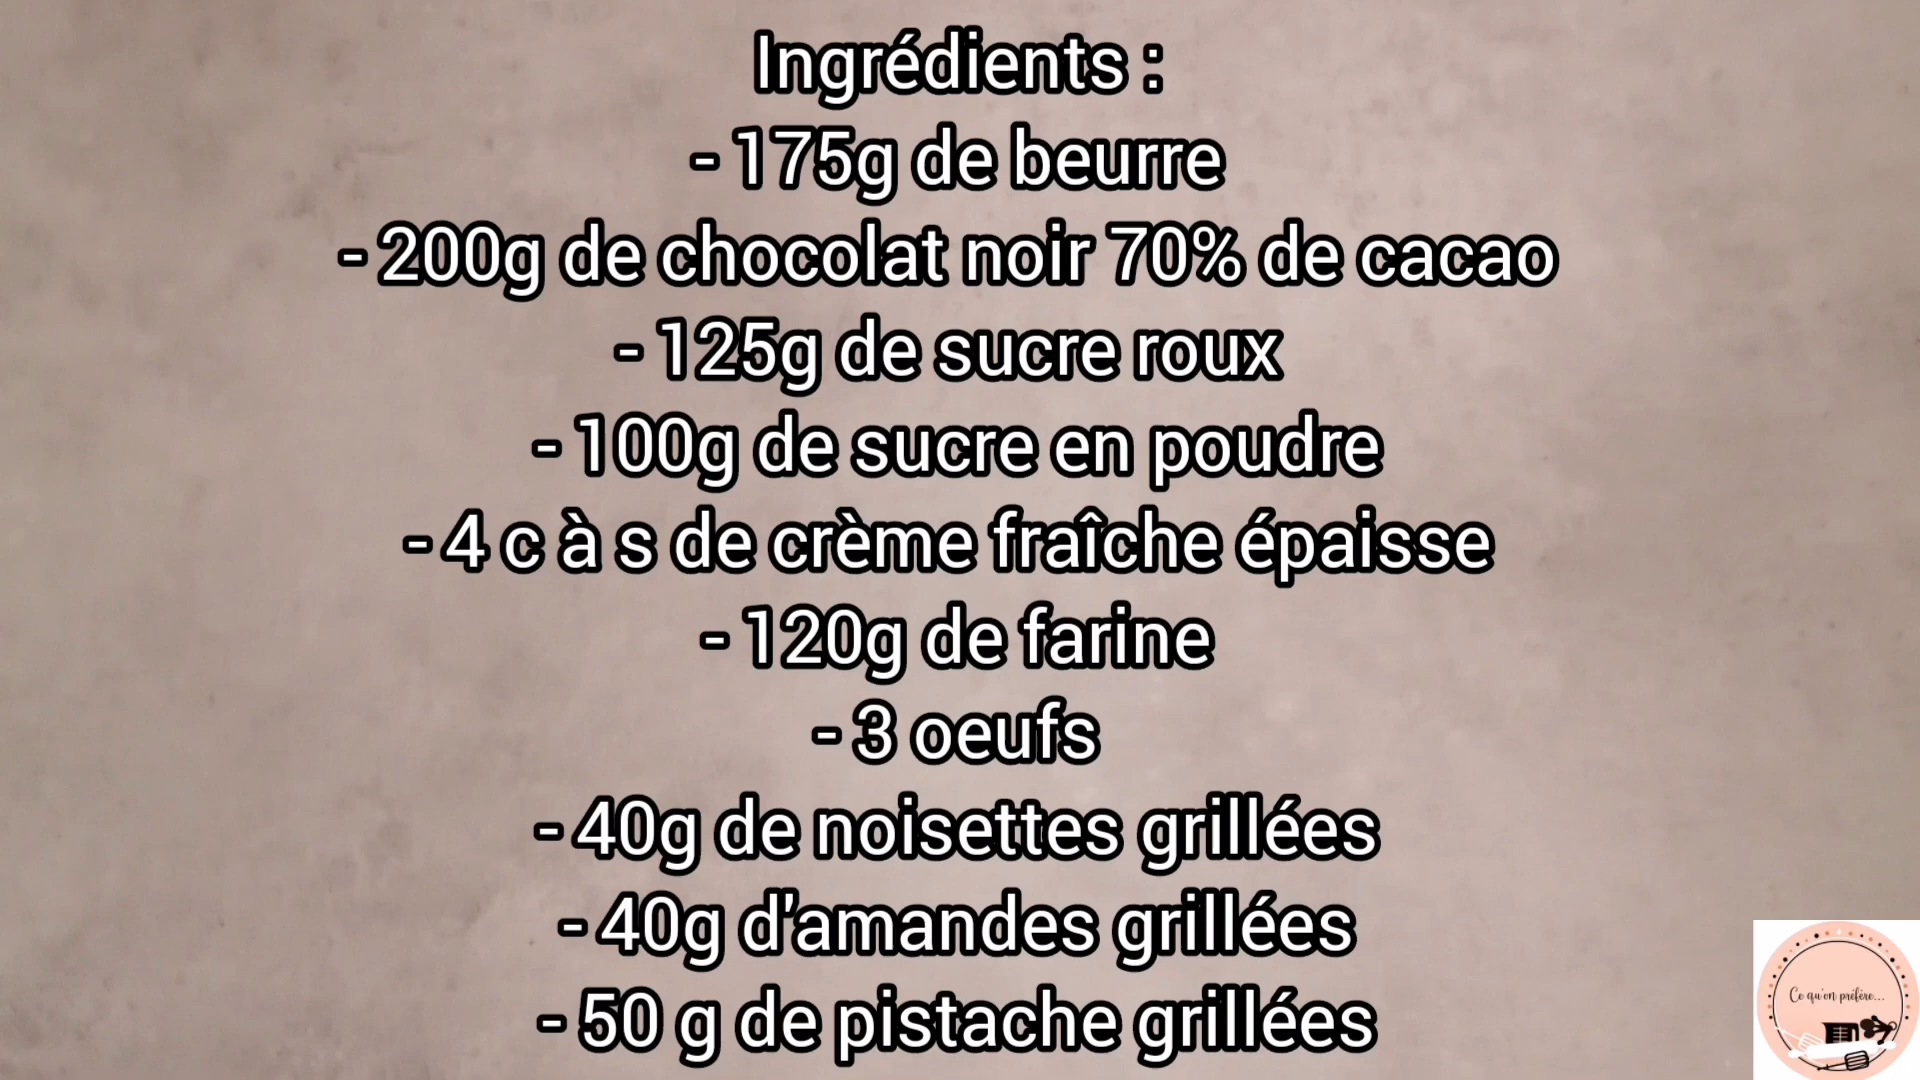 Ingrédients :
- 175g de beurre
- 200g de chocolat noir 70% de cacao
- 125g de sucre roux
- 100g de sucre en poudre
- 4 c à s de crème fraîche épaisse
- 120g de farine
- 3 oeufs
- 40g de noisettes grillées
- 40g d'amandes grillées
- 50 g de pistache grillées
Ce qu'on préfère...